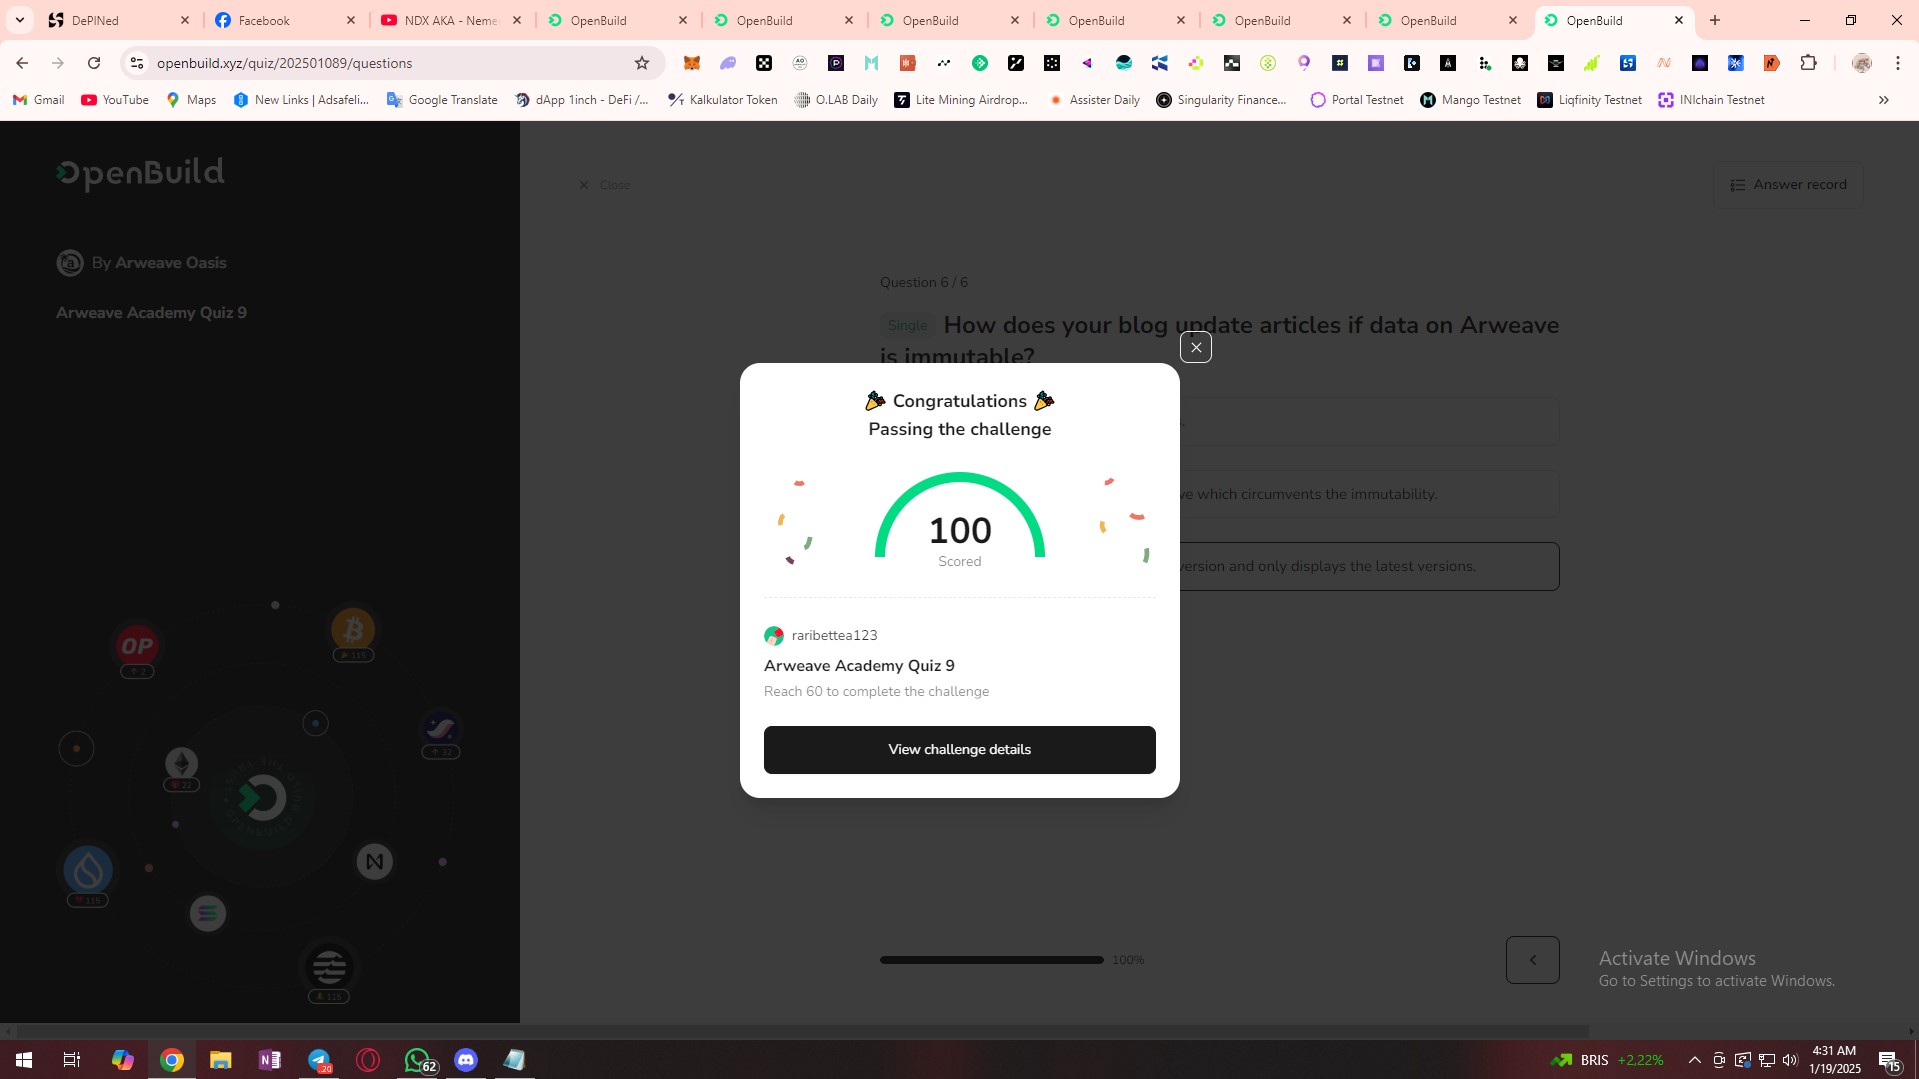 DePINed
Facebook
NDX AKA - Neme
OpenBuild
OpenBuild
OpenBuild
OpenBuild
OpenBuild
OpenBuild
OpenBuild
openbuild.xyz/quiz/202501089/questions
Gmail
YouTube
Maps
New Links | Adsafeli...
Google Translate
dApp 1inch - DeFi /...
Kalkulator Token
O.LAB Daily
Lite Mining Airdrop...
Assister Daily
Singularity Finance...
Portal Testnet
Mango Testnet
Liqfinity Testnet
INIchain Testnet
OpenBuild
By Arweave Oasis
Arweave Academy Quiz 9
Close
Answer record
Question 6 / 6
Single How does your blog update articles if data on Arweave
is immutable?
ve which circumvents the immutability.
version and only displays the latest versions.
Congratulations
Passing the challenge
100
Scored
raribettea123
Arweave Academy Quiz 9
Reach 60 to complete the challenge
View challenge details
OP
2
115
32
22
115
115
100%
Activate Windows
Go to Settings to activate Windows.
20
62
BRIS +2,22%
4:31 AM
1/19/2025
15